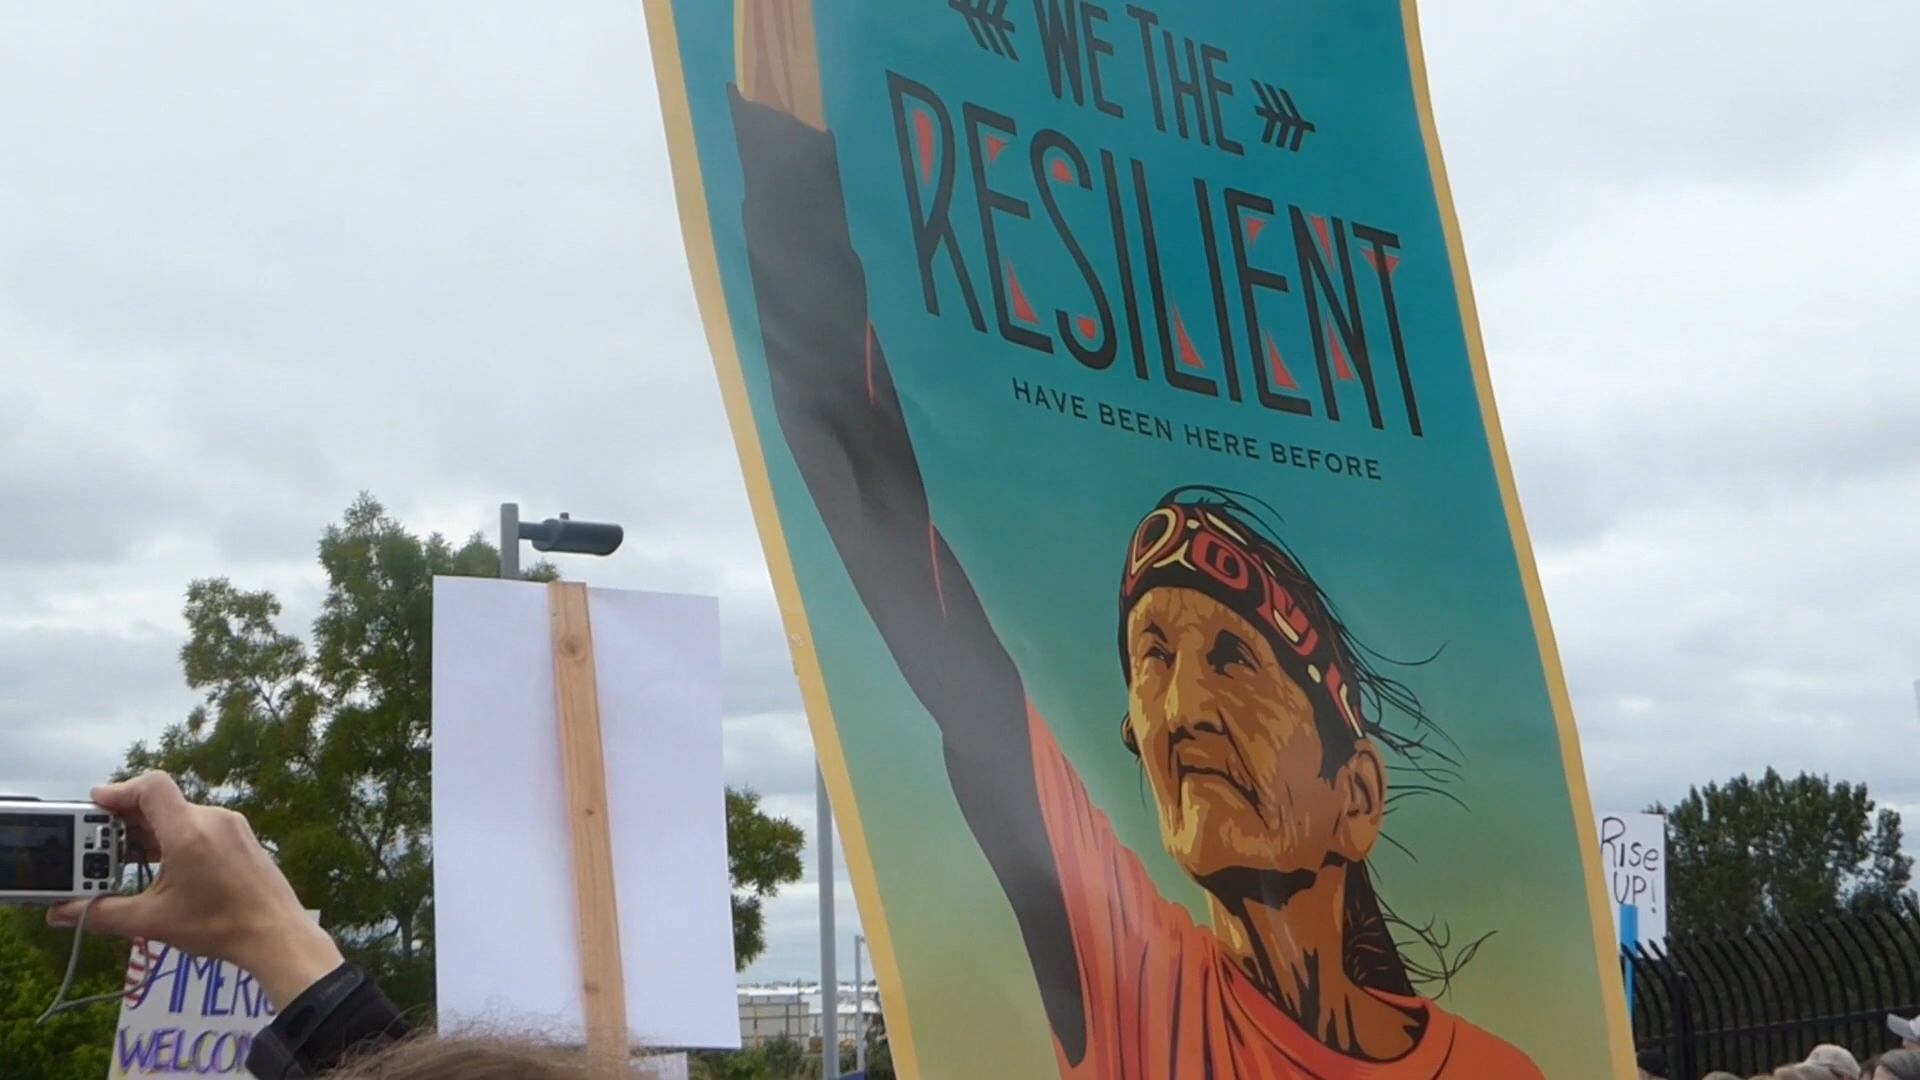 WE THE
RESILIENT
HAVE BEEN HERE BEFORE
Rise
UP!